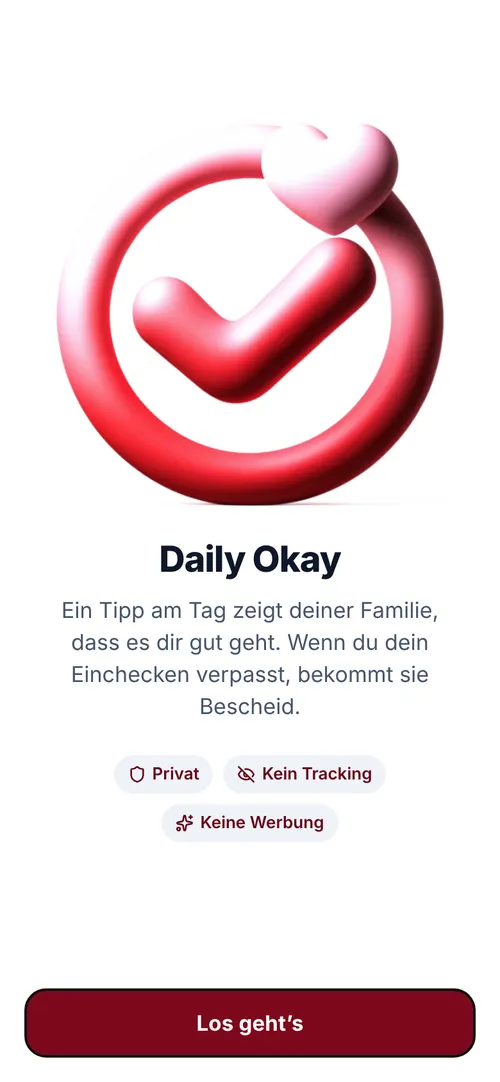 Daily Okay
Ein Tipp am Tag zeigt deiner Familie,
dass es dir gut geht. Wenn du dein
Einchecken verpasst, bekommt sie
Bescheid.
Privat
Kein Tracking
Keine Werbung
Los geht’s